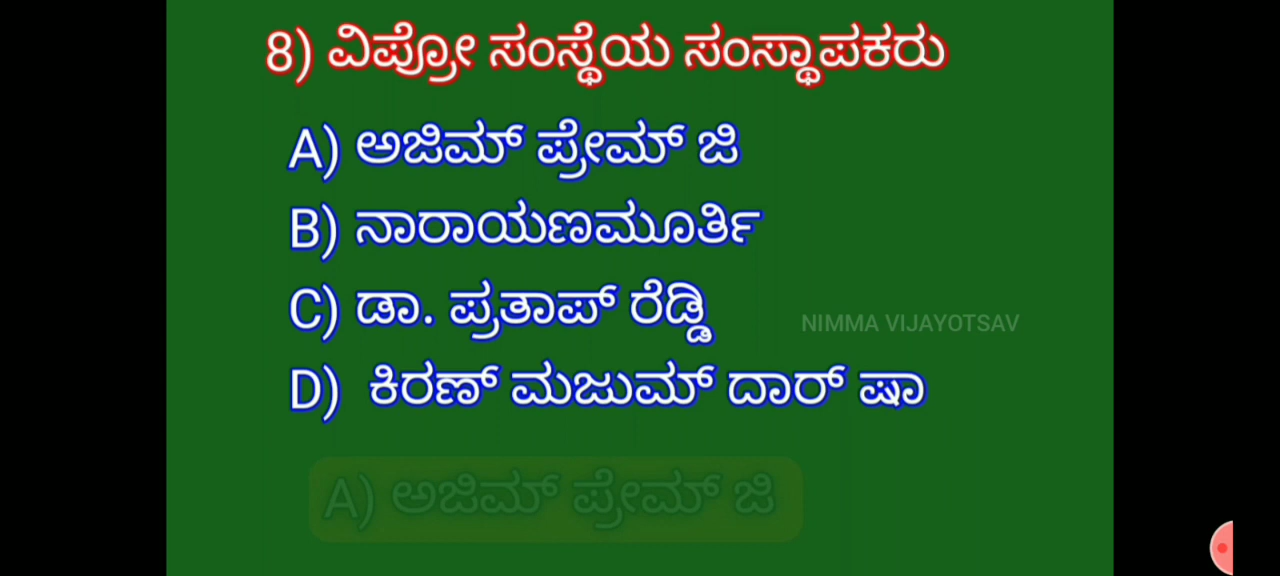 8) ವಿಪ್ರೋ ಸಂಸ್ಥೆಯ ಸಂಸ್ಥಾಪಕರು
A) ಅಜಿಮ್ ಪ್ರೇಮ್ ಜಿ
B) ನಾರಾಯಣಮೂರ್ತಿ
C) ಡಾ. ಪ್ರತಾಪ್ ರೆಡ್ಡಿ
NIMMA VIJAYOTSAV
D) ಕಿರಣ್ ಮಜುಮ್ ದಾರ್ ಷಾ
A) ಅಜಿಮ್ ಪ್ರೇಮ್ ಜಿ